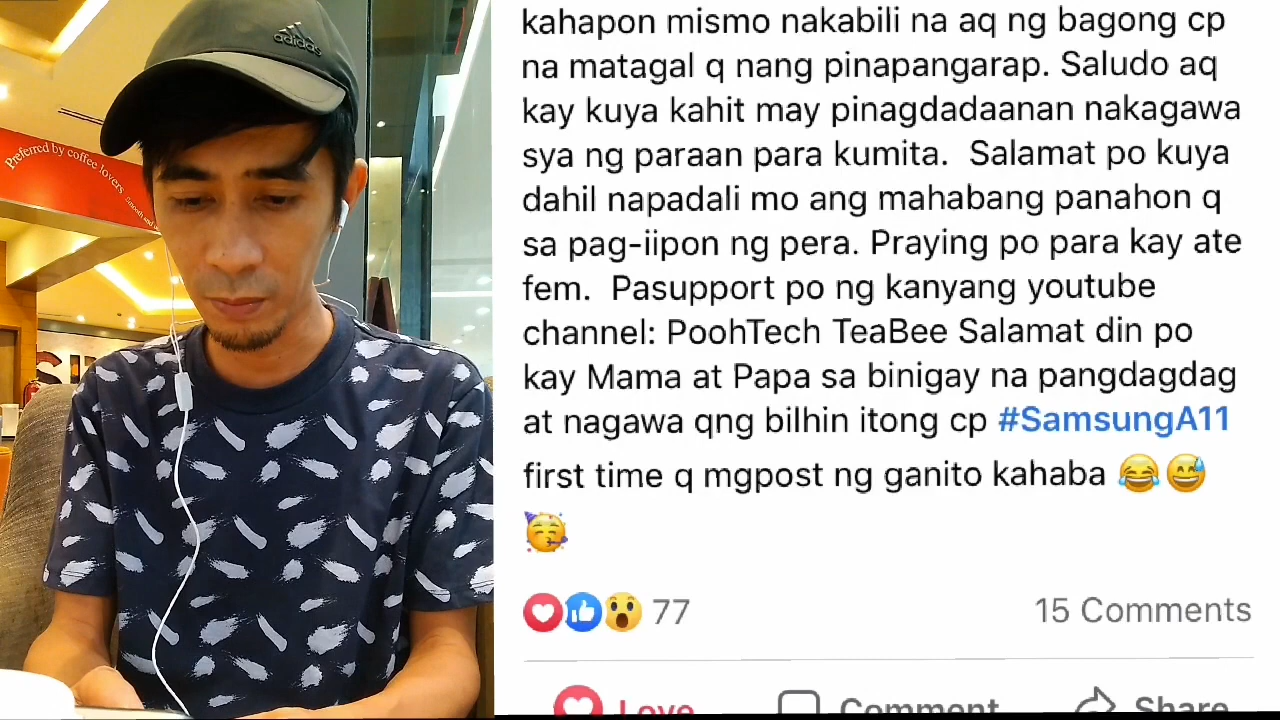 adidas
Preferred by coffee lovers
Smooth and
kahapon mismo nakabili na aq ng bagong cp
na matagal q nang pinapangarap. Saludo aq
kay kuya kahit may pinagdadaanan nakagawa
sya ng paraan para kumita.  Salamat po kuya
dahil napadali mo ang mahabang panahon q
sa pag-iipon ng pera. Praying po para kay ate
fem.  Pasupport po ng kanyang youtube
channel: PoohTech TeaBee Salamat din po
kay Mama at Papa sa binigay na pangdagdag
at nagawa qng bilhin itong cp #SamsungA11
first time q mgpost ng ganito kahaba 😂😅
🥳
77
15 Comments
Love
Comment
Share